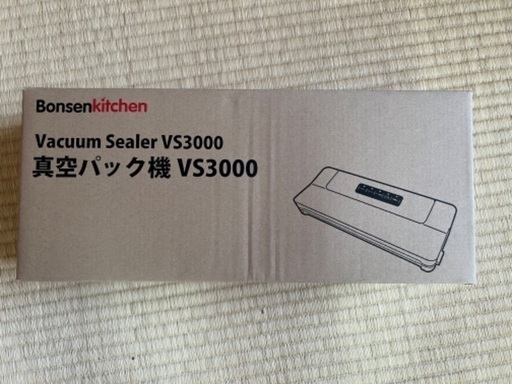 Bonsenkitchen
Vacuum Sealer VS3000
真空パック機 VS3000